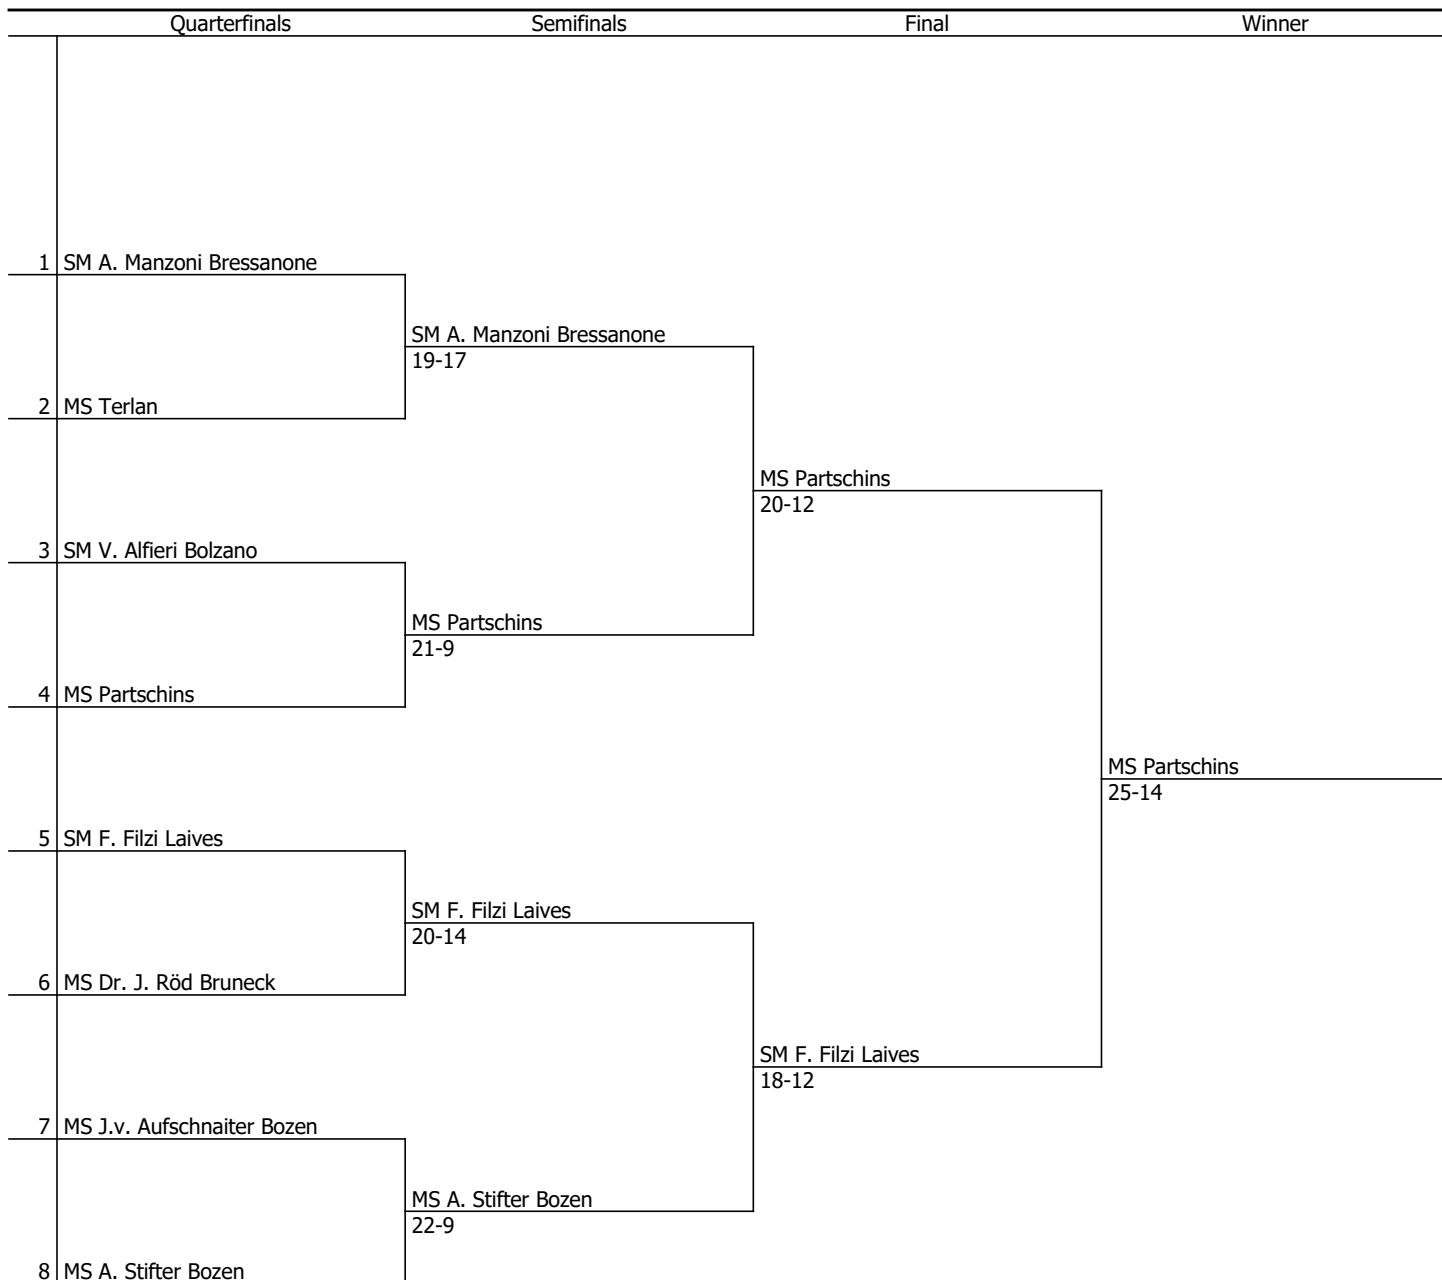 Quarterfinals Semifinals Final Winner
1 SM A. Manzoni Bressanone
SM A. Manzoni Bressanone
19-17
2 MS Terlan
MS Partschins
20-12
3 SM V. Alfieri Bolzano
MS Partschins
21-9
4 MS Partschins
MS Partschins
25-14
5 SM F. Filzi Laives
SM F. Filzi Laives
20-14
6 MS Dr. J. Röd Bruneck
SM F. Filzi Laives
18-12
7 MS J.v. Aufschnaiter Bozen
MS A. Stifter Bozen
22-9
8 MS A. Stifter Bozen